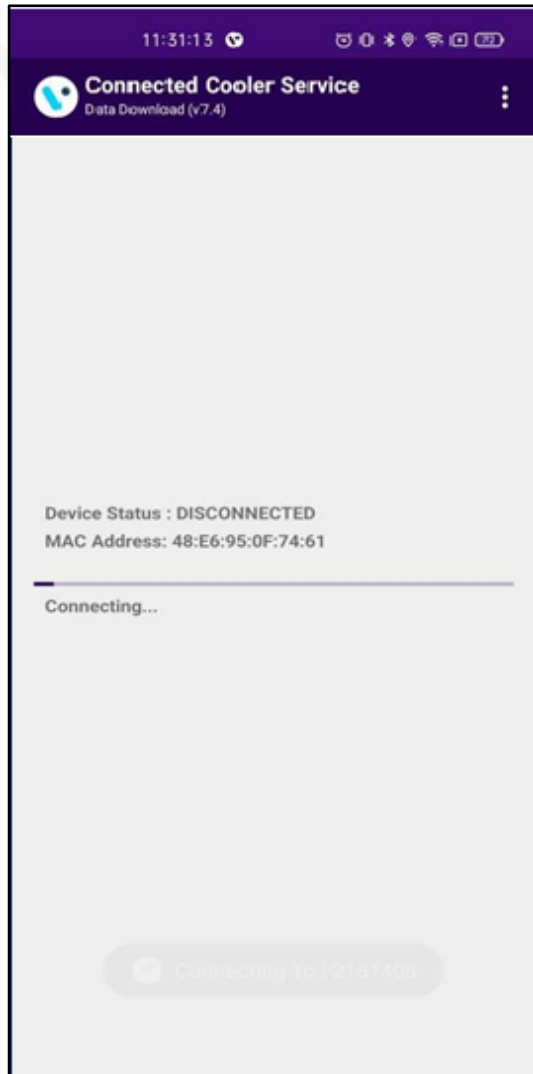 11:31:13
72
Connected Cooler Service
Data Download (v7.4)
Device Status : DISCONNECTED
MAC Address: 48:E6:95:0F:74:61
Connecting...
Connecting To :